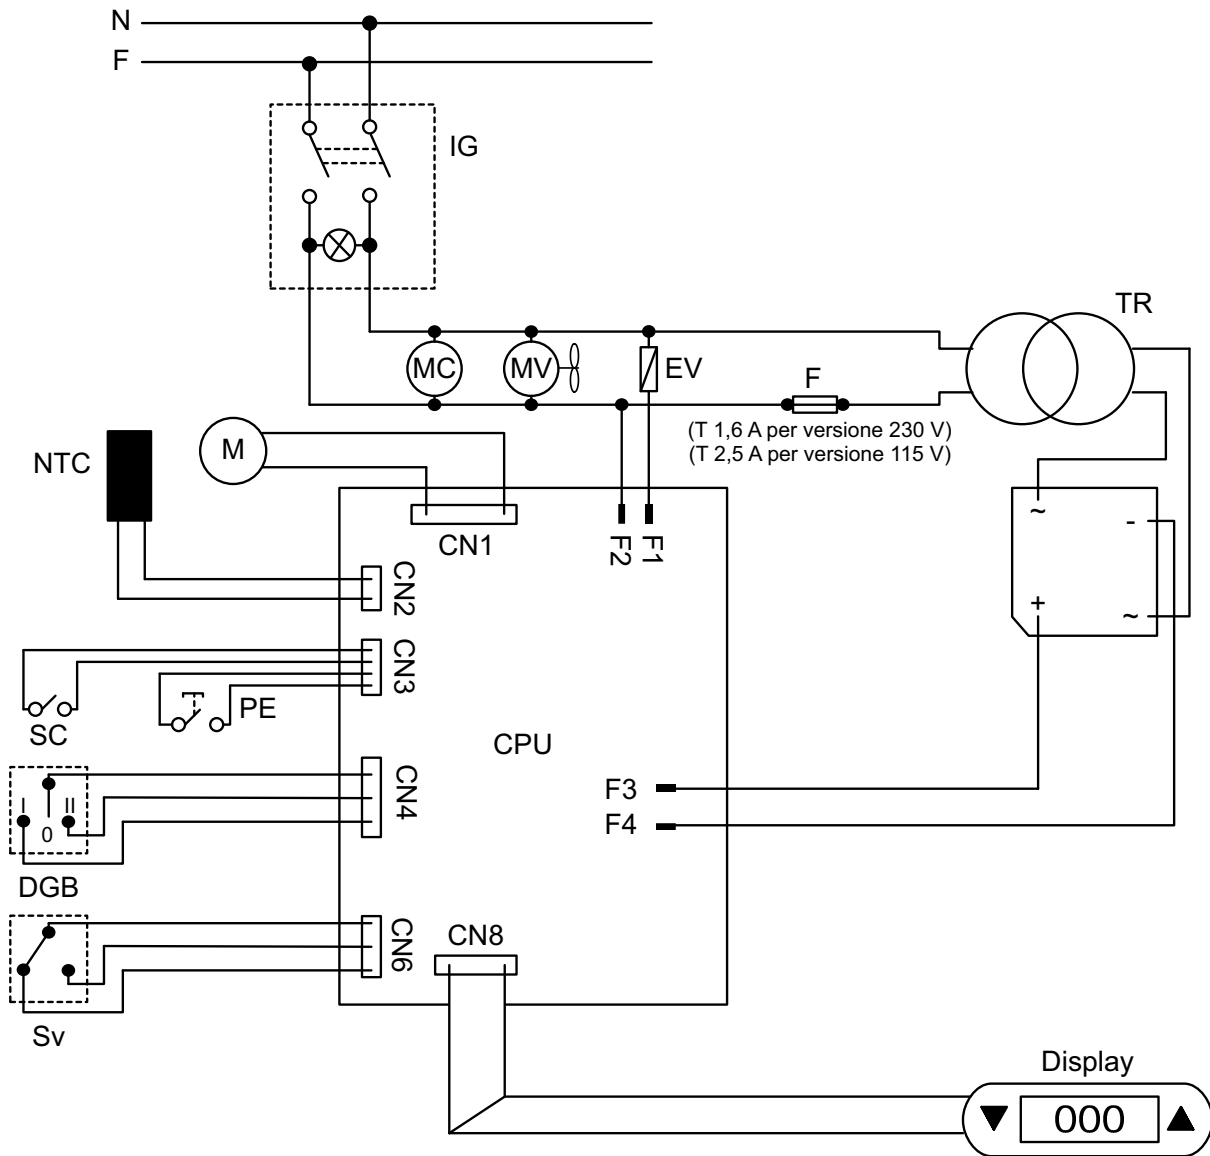 N
F
IG
TR
MC
MV
EV
F
(T 1,6 A per versione 230 V)
(T 2,5 A per versione 115 V)
M
NTC
~
-
+
~
CN1
F2
F1
CN2
CN3
SC
PE
CPU
I
II
0
CN4
F3
F4
DGB
CN6
CN8
Sv
Display
000